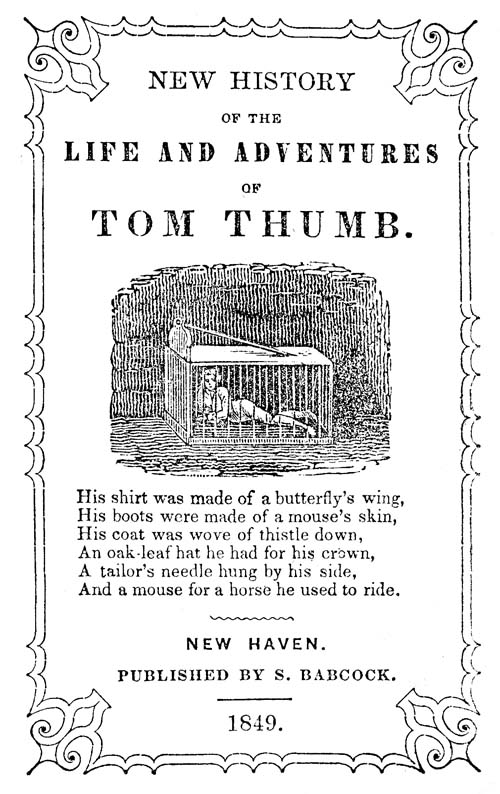 NEW HISTORY
OF THE
LIFE AND ADVENTURES
OF
TOM THUMB.
His shirt was made of a butterfly's wing,
His boots were made of a mouse's skin,
His coat was wove of thistle down,
An oak-leaf hat he had for his crown,
A tailor's needle hung by his side,
And a mouse for a horse he used to ride.
NEW HAVEN.
PUBLISHED BY S. BABCOCK.
1849.